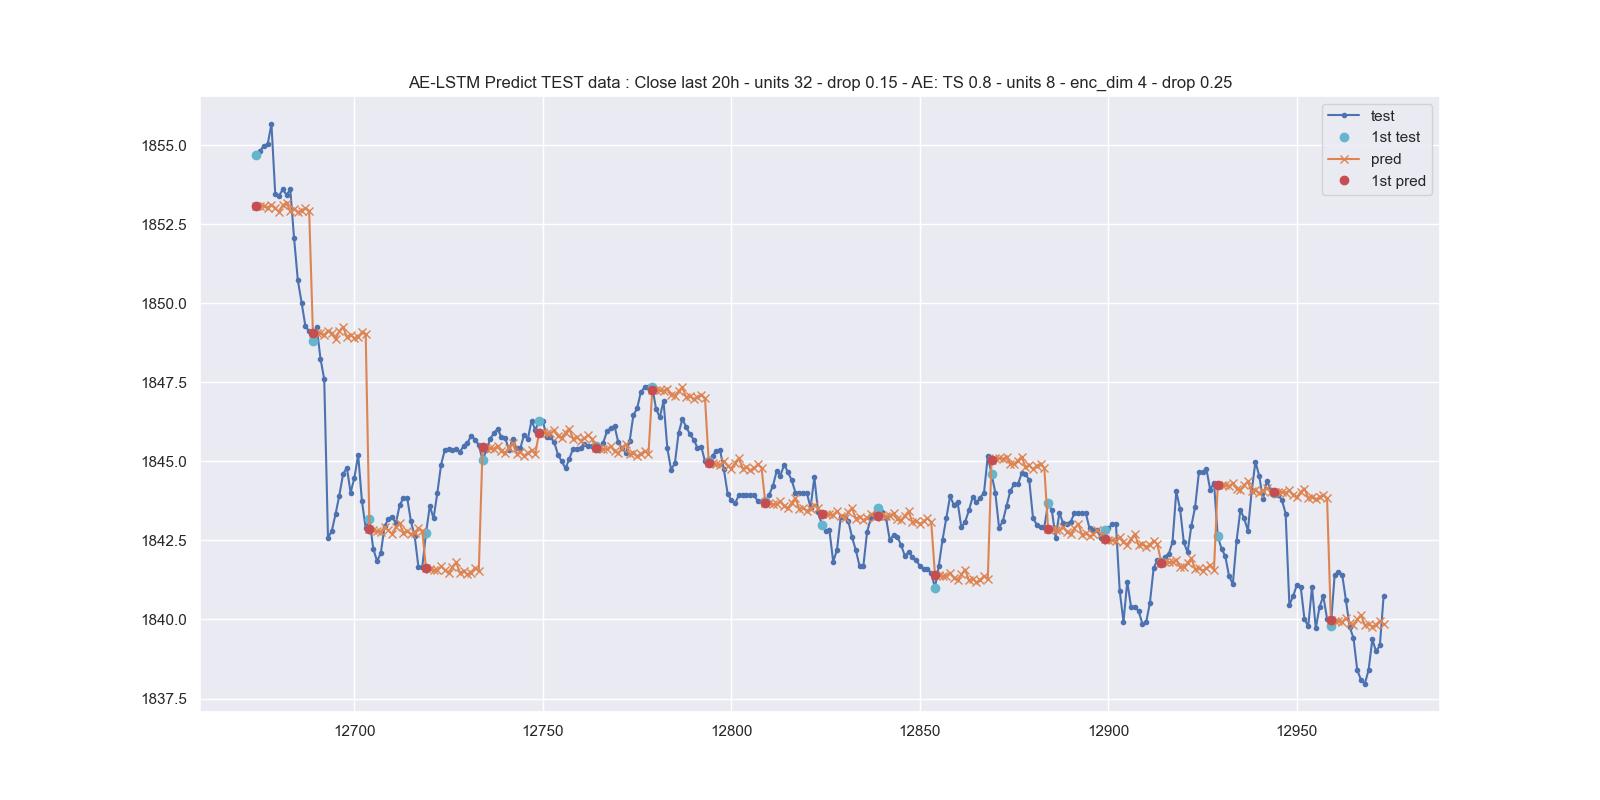 AE-LSTM Predict TEST data : Close last 20h - units 32 - drop 0.15 - AE: TS 0.8 - units 8 - enc_dim 4 - drop 0.25
test
1st test
pred
1st pred
1855.0
1852.5
1850.0
1847.5
1845.0
1842.5
1840.0
1837.5
12700 12750 12800 12850 12900 12950